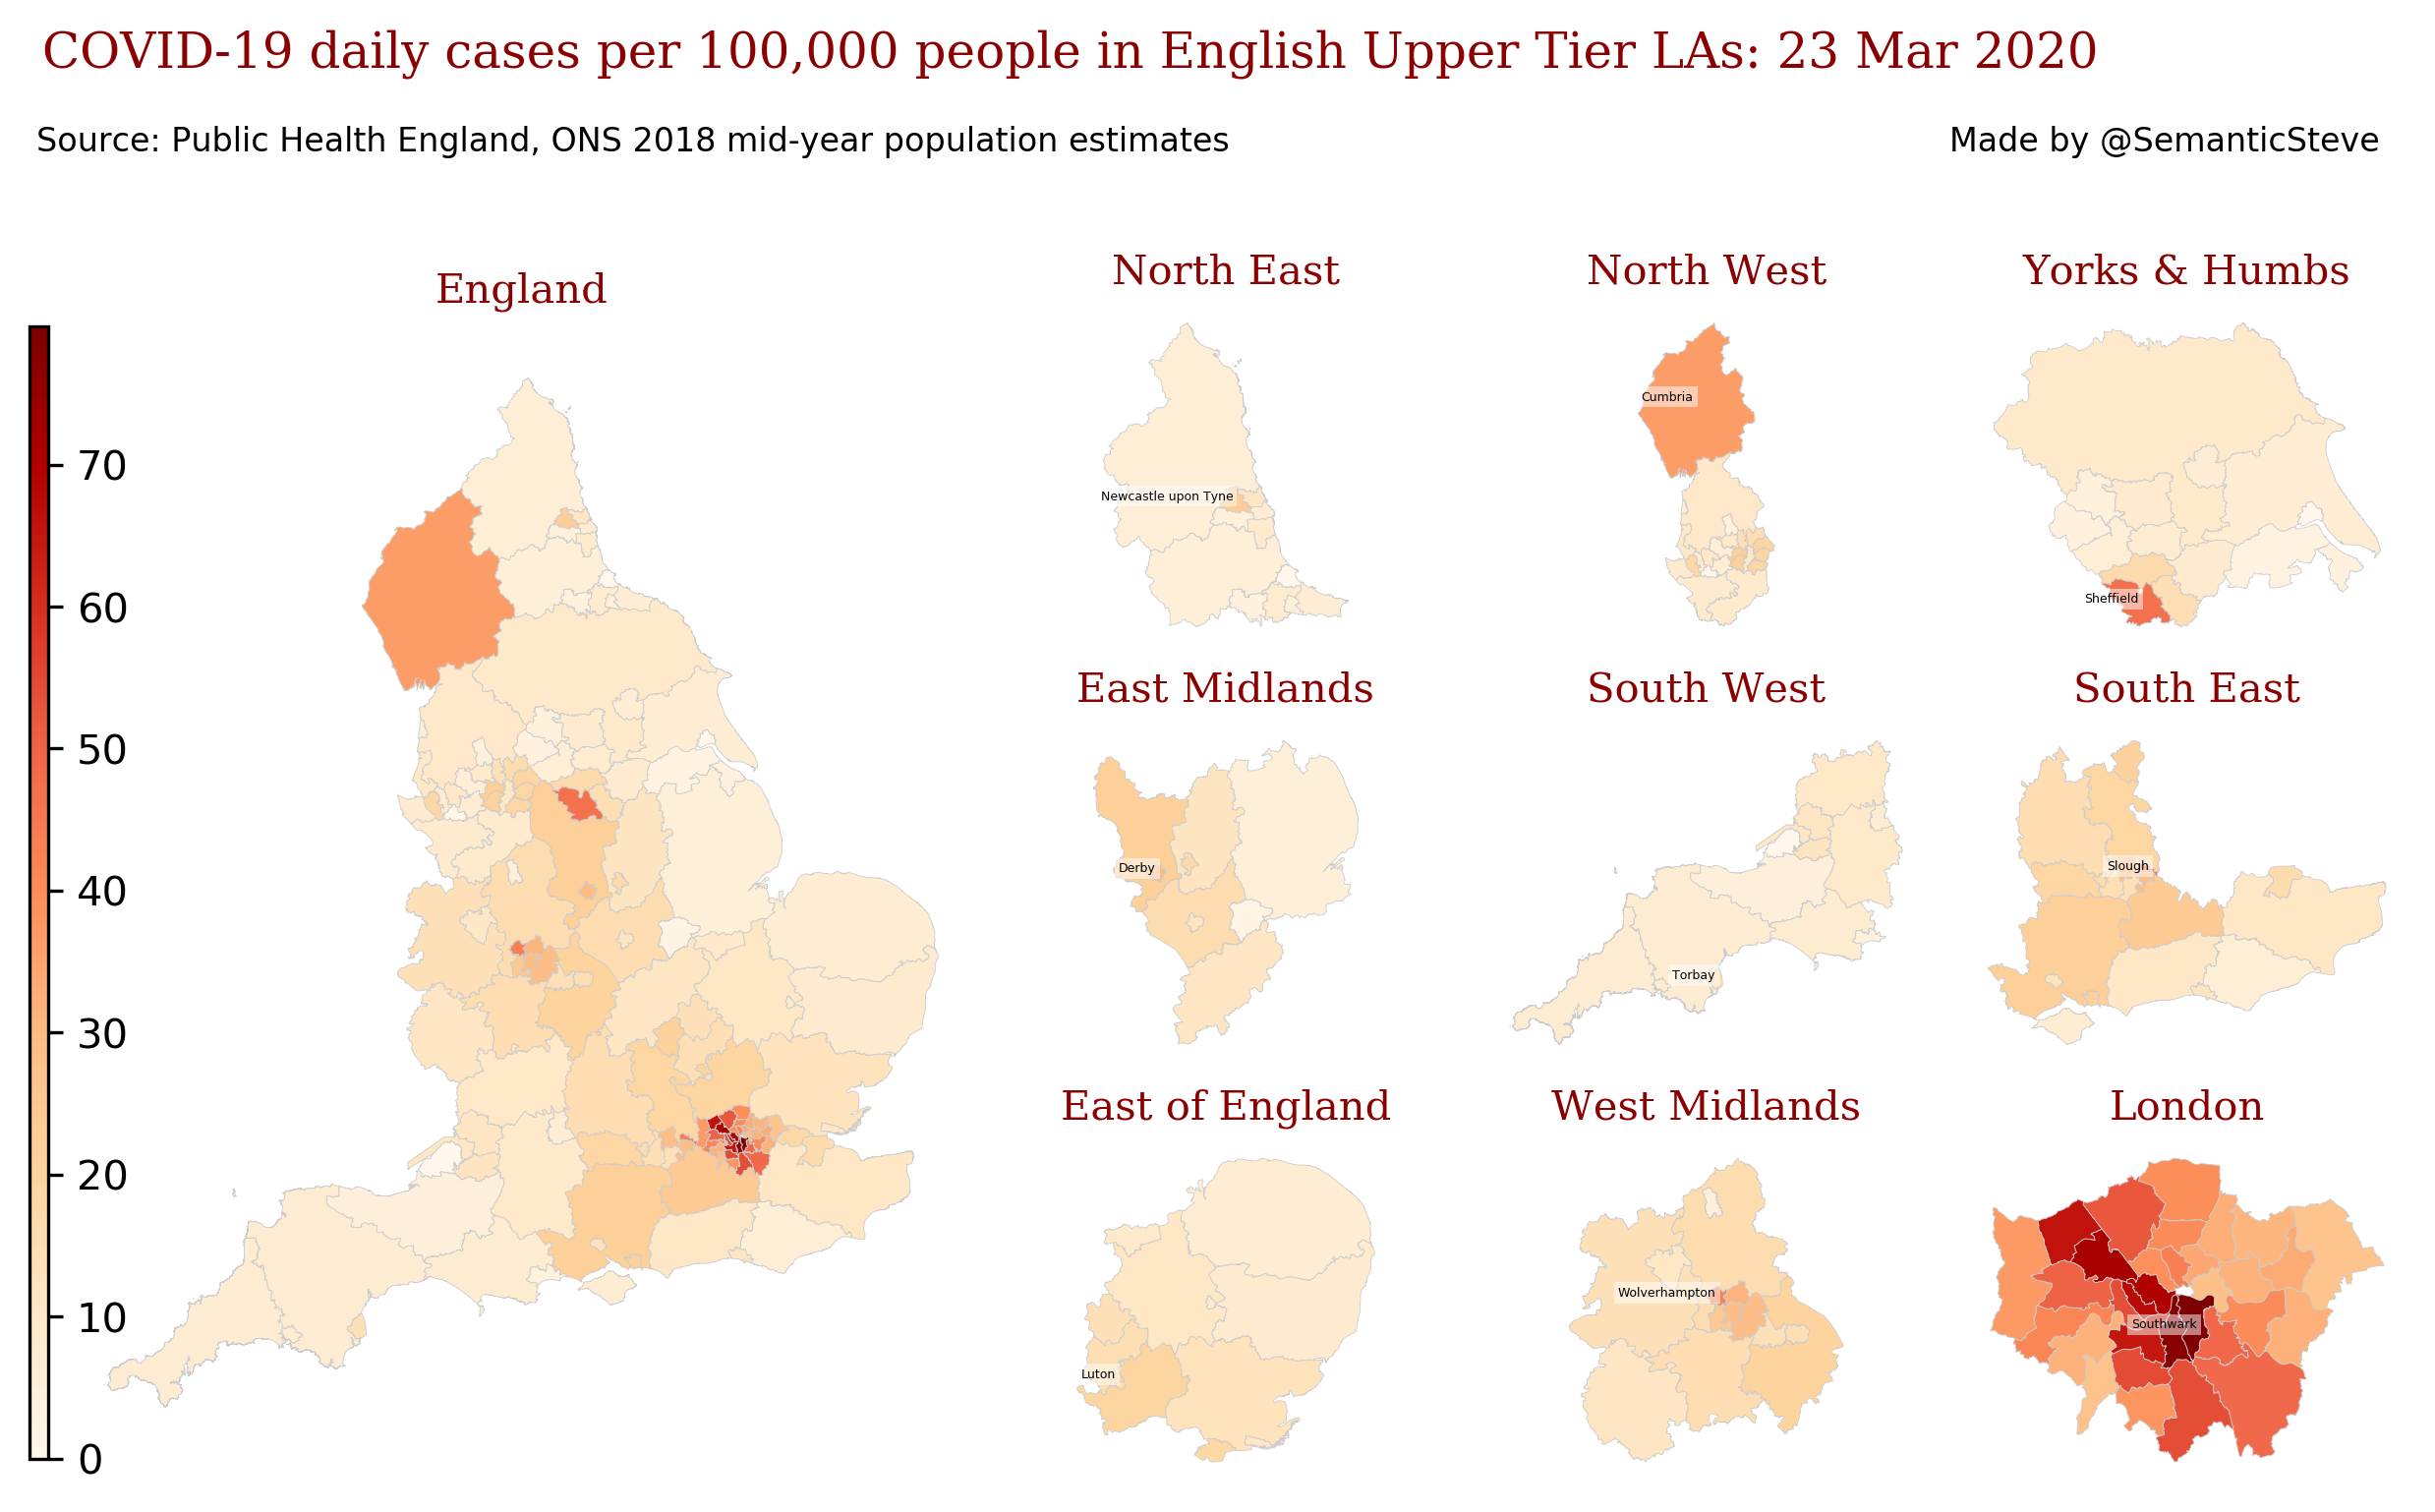 COVID-19 daily cases per 100,000 people in English Upper Tier LAs: 23 Mar 2020
Source: Public Health England, ONS 2018 mid-year population estimates
Made by @SemanticSteve
England
70
60
50
40
30
20
10
0
North East
Newcastle upon Tyne
North West
Cumbria
Yorks & Humbs
Sheffield
East Midlands
Derby
South West
Torbay
South East
Slough
East of England
Luton
West Midlands
Wolverhampton
London
Southwark